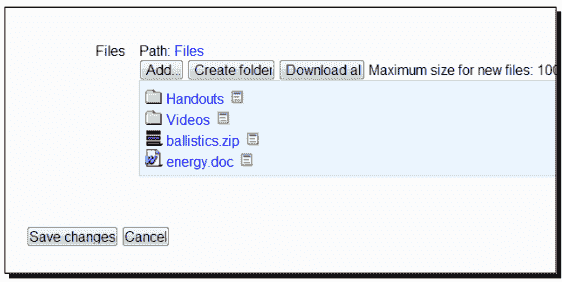 Files Path: Files
Add... Create folder Download al Maximum size for new files: 100
Handouts
Videos
ballistics.zip
energy.doc
Save changes Cancel